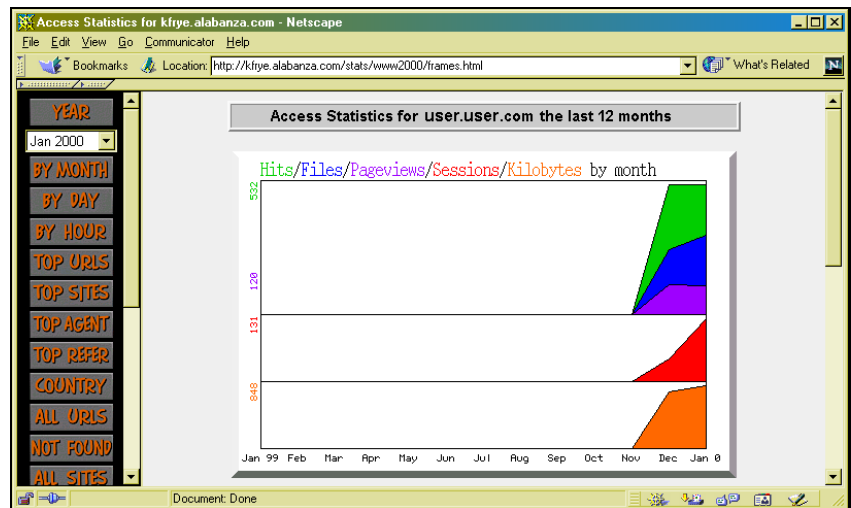 Access Statistics for kfrye.alabanza.com - Netscape
File Edit View Go Communicator Help
Bookmarks Location: http://kfrye.alabanza.com/stats/www2000/frames.html What's Related N
YEAR
Jan 2000
BY MONTH
BY DAY
BY HOUR
TOP URLS
TOP SITES
TOP AGENT
TOP REFER
COUNTRY
ALL URLS
NOT FOUND
ALL SITES
Access Statistics for user.user.com the last 12 months
Hits/Files/Pageviews/Sessions/Kilobytes by month
532
120
131
848
Jan 99 Feb Mar Apr May Jun Jul Aug Sep Oct Nov Dec Jan 0
Document: Done